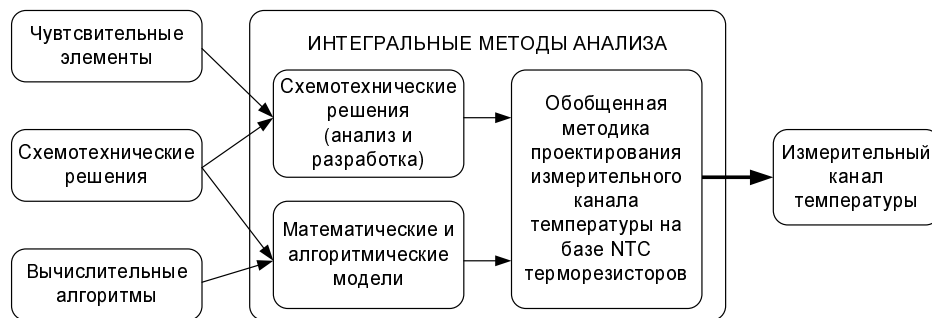 Чувтсвительные
элементы
Схемотехнические
решения
Вычислительные
алгоритмы
ИНТЕГРАЛЬНЫЕ МЕТОДЫ АНАЛИЗА
Схемотехнические
решения
(анализ и
разработка)
Математические и
алгоритмические
модели
Обобщенная
методика
проектирования
измерительного
канала
температуры на
базе NTC
терморезисторов
Измерительный
канал
температуры